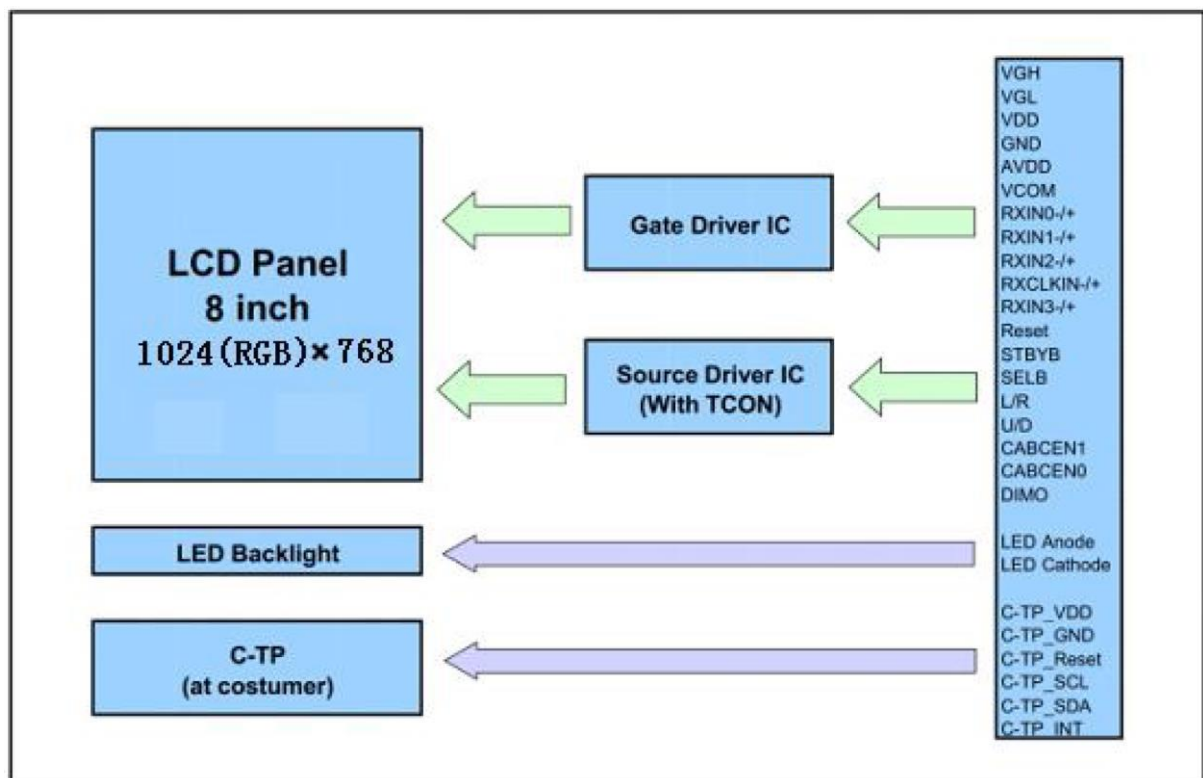 LCD Panel
8 inch
1024(RGB)×768
Gate Driver IC
Source Driver IC
(With TCON)
LED Backlight
C-TP
(at costumer)
VGH
VGL
VDD
GND
AVDD
VCOM
RXIN0-/+
RXIN1-/+
RXIN2-/+
RXCLKIN-/+
RXIN3-/+
Reset
STBYB
SELB
L/R
U/D
CABCEN1
CABCEN0
DIMO
LED Anode
LED Cathode
C-TP_VDD
C-TP_GND
C-TP_Reset
C-TP_SCL
C-TP_SDA
C-TP_INT